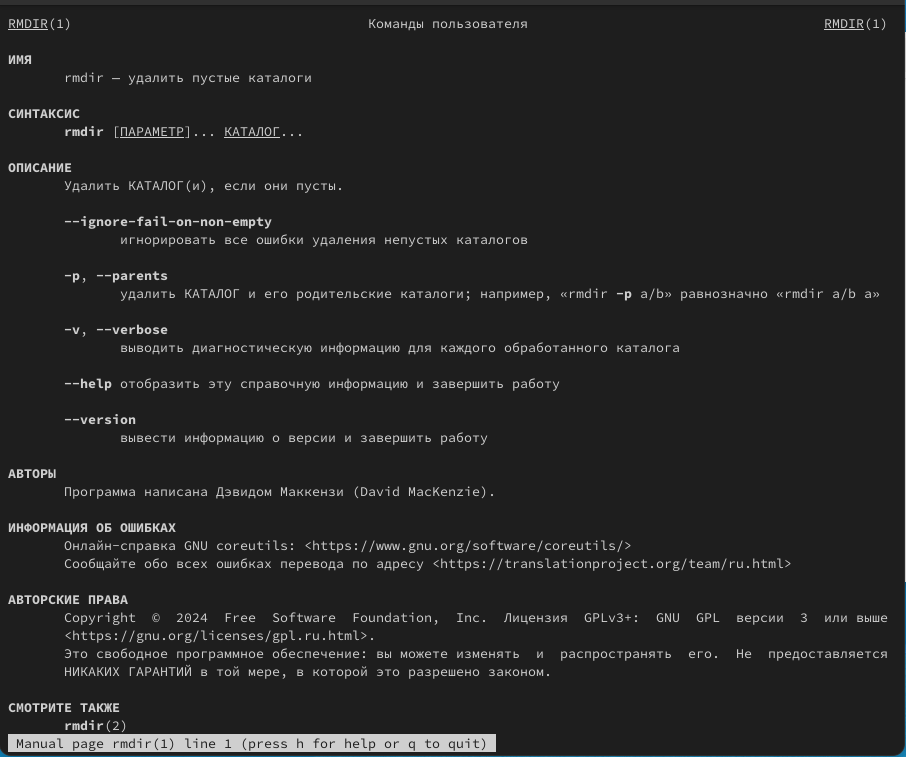 RMDIR(1) Команды пользователя RMDIR(1)
ИМЯ
rmdir — удалить пустые каталоги
СИНТАКСИС
rmdir [ПАРАМЕТР]... КАТАЛОГ...
ОПИСАНИЕ
Удалить КАТАЛОГ(и), если они пусты.
--ignore-fail-on-non-empty
игнорировать все ошибки удаления непустых каталогов
-p, --parents
удалить КАТАЛОГ и его родительские каталоги; например, «rmdir -p a/b» равнозначно «rmdir a/b a»
-v, --verbose
выводить диагностическую информацию для каждого обработанного каталога
--help отобразить эту справочную информацию и завершить работу
--version
вывести информацию о версии и завершить работу
АВТОРЫ
Программа написана Дэвидом Маккензи (David MacKenzie).
ИНФОРМАЦИЯ ОБ ОШИБКАХ
Онлайн-справка GNU coreutils: <https://www.gnu.org/software/coreutils/>
Сообщайте обо всех ошибках перевода по адресу <https://translationproject.org/team/ru.html>
АВТОРСКИЕ ПРАВА
Copyright © 2024 Free Software Foundation, Inc. Лицензия GPLv3+: GNU GPL версии 3 или выше
<https://gnu.org/licenses/gpl.ru.html>.
Это свободное программное обеспечение: вы можете изменять и распространять его. Не предоставляется
НИКАКИХ ГАРАНТИЙ в той мере, в которой это разрешено законом.
СМОТРИТЕ ТАКЖЕ
rmdir(2)
Manual page rmdir(1) line 1 (press h for help or q to quit)